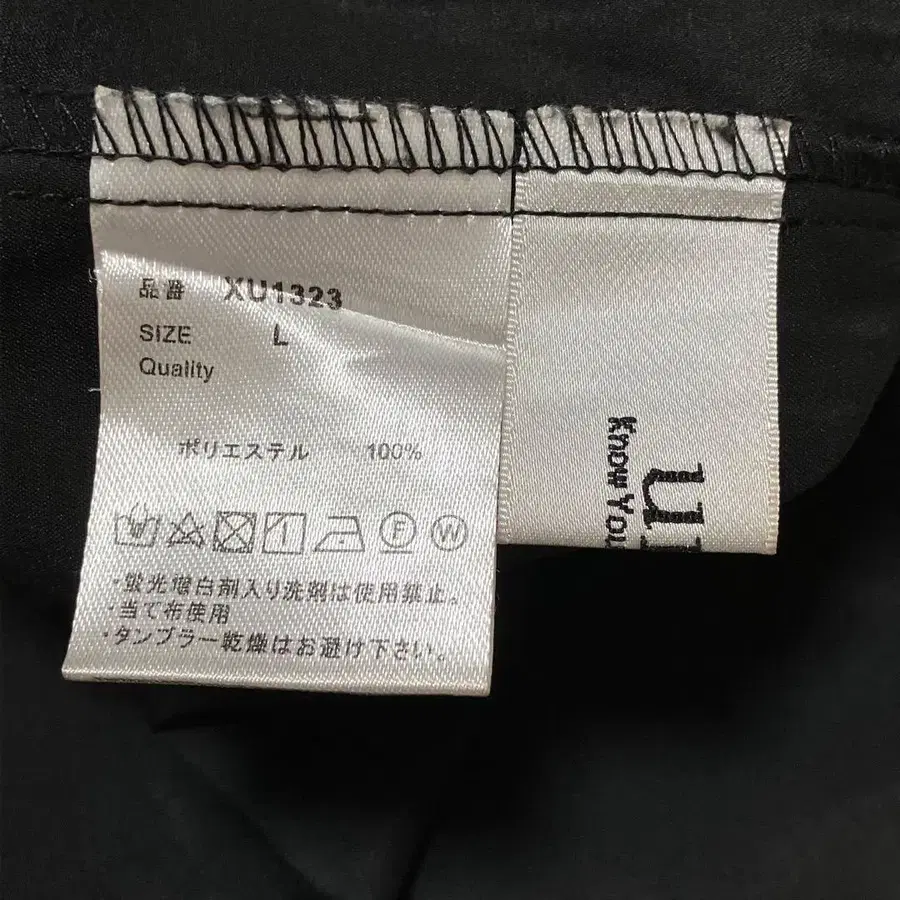 品番 XU1323
SIZE L
Quality
ポリエステル 100%
F W
・蛍光増白剤入り洗剤は使用禁止。
・当て布使用
・タンブラー乾燥はお避け下さい。
Know